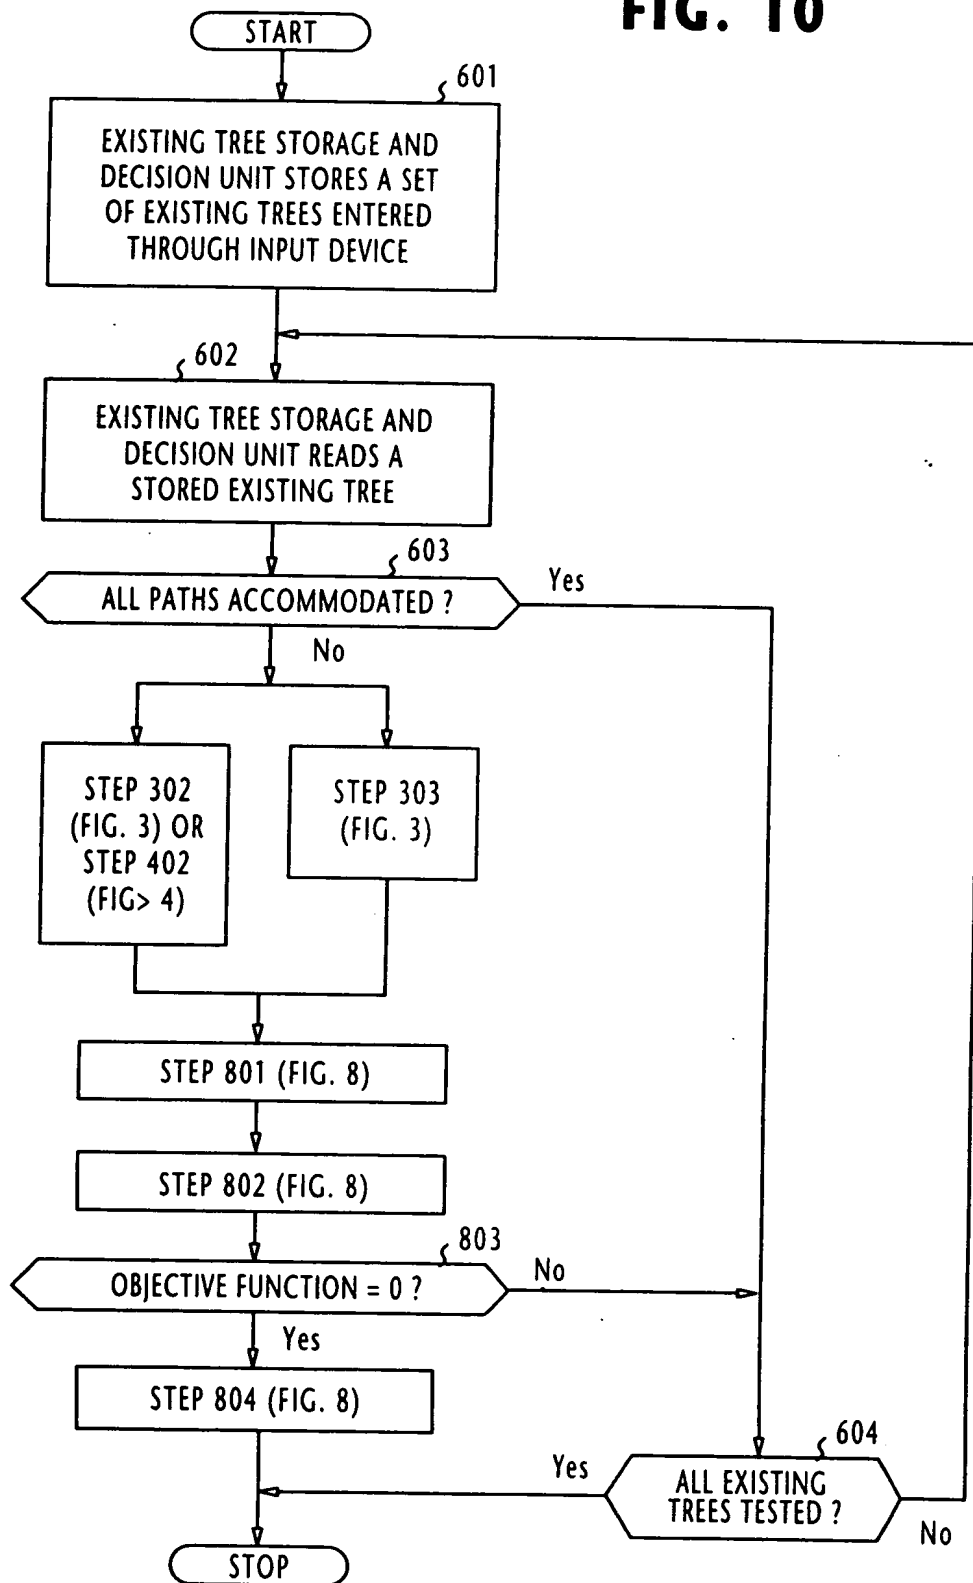 FIG. 10
START
601
EXISTING TREE STORAGE AND
DECISION UNIT STORES A SET
OF EXISTING TREES ENTERED
THROUGH INPUT DEVICE
602
EXISTING TREE STORAGE AND
DECISION UNIT READS A
STORED EXISTING TREE
603
ALL PATHS ACCOMMODATED ?
Yes
No
STEP 302
(FIG. 3) OR
STEP 402
(FIG> 4)
STEP 303
(FIG. 3)
STEP 801 (FIG. 8)
STEP 802 (FIG. 8)
803
OBJECTIVE FUNCTION = 0 ?
No
Yes
STEP 804 (FIG. 8)
604
ALL EXISTING
TREES TESTED ?
Yes
No
STOP